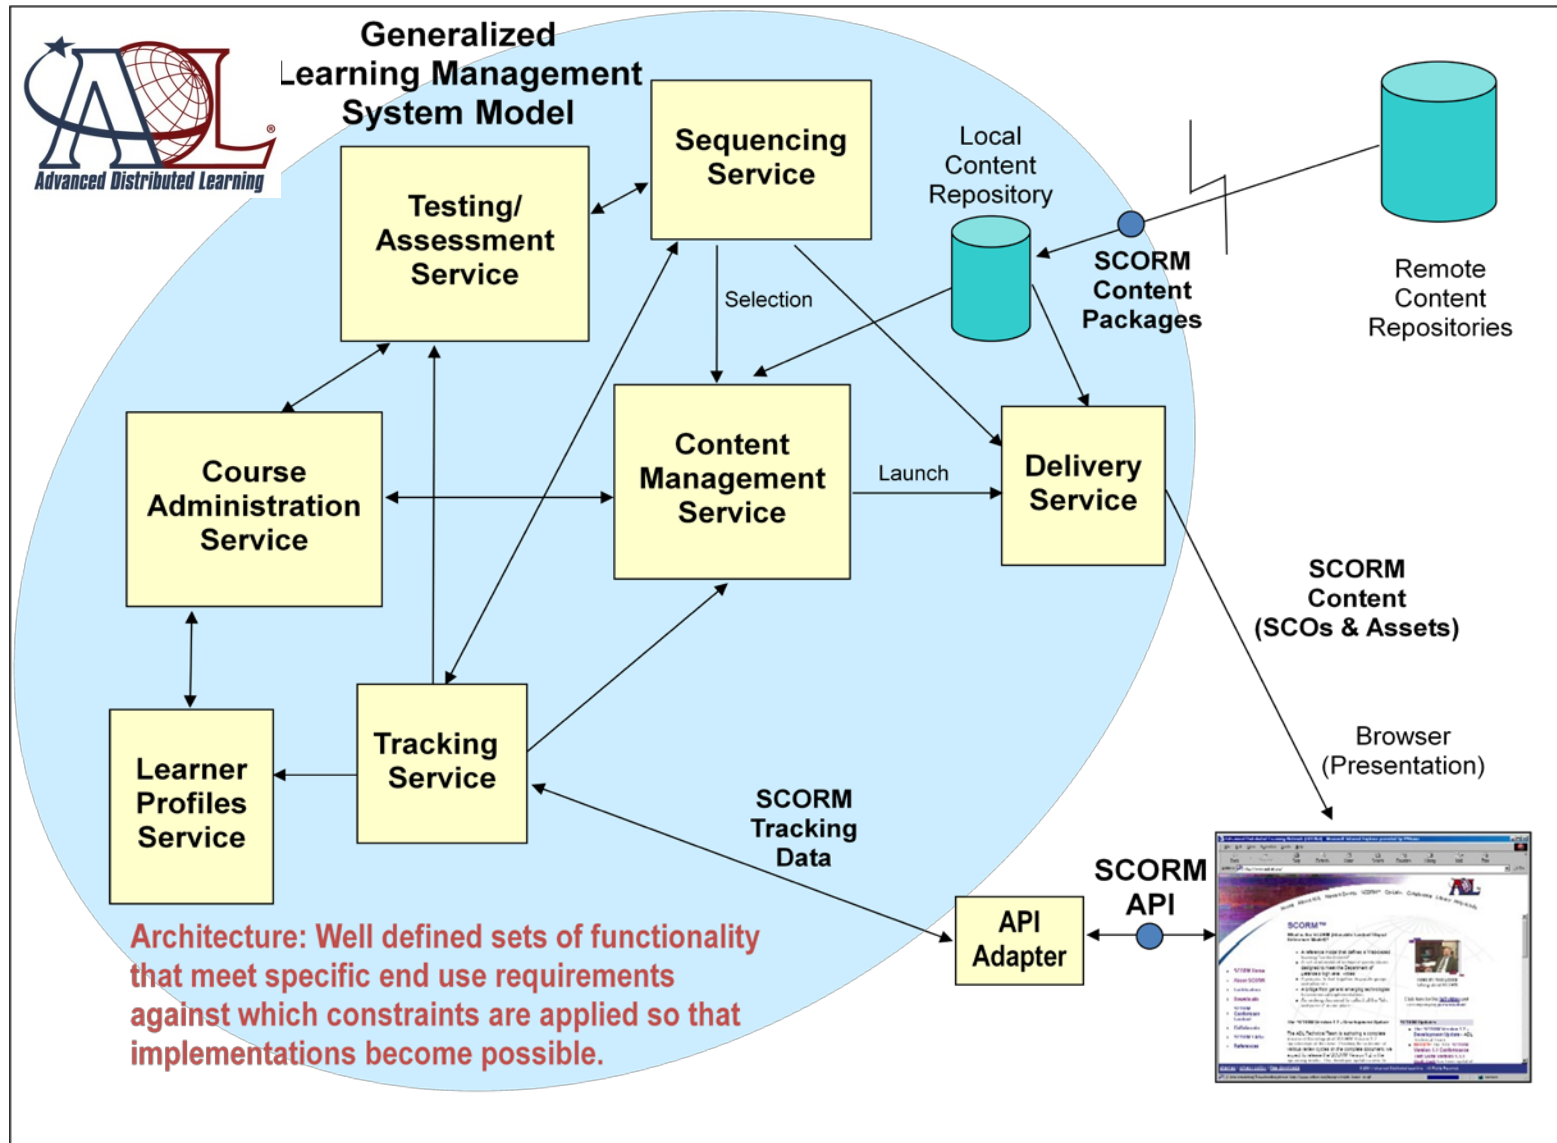 Generalized
Learning Management
System Model
ADL®
Advanced Distributed Learning
Sequencing
Service
Testing/
Assessment
Service
Local
Content
Repository
SCORM
Content
Packages
Remote
Content
Repositories
Selection
Course
Administration
Service
Content
Management
Service
Launch
Delivery
Service
SCORM
Content
(SCOs & Assets)
Learner
Profiles
Service
Tracking
Service
SCORM
Tracking
Data
Browser
(Presentation)
SCORM
API
API
Adapter
Architecture: Well defined sets of functionality
that meet specific end use requirements
against which constraints are applied so that
implementations become possible.
SCORM™